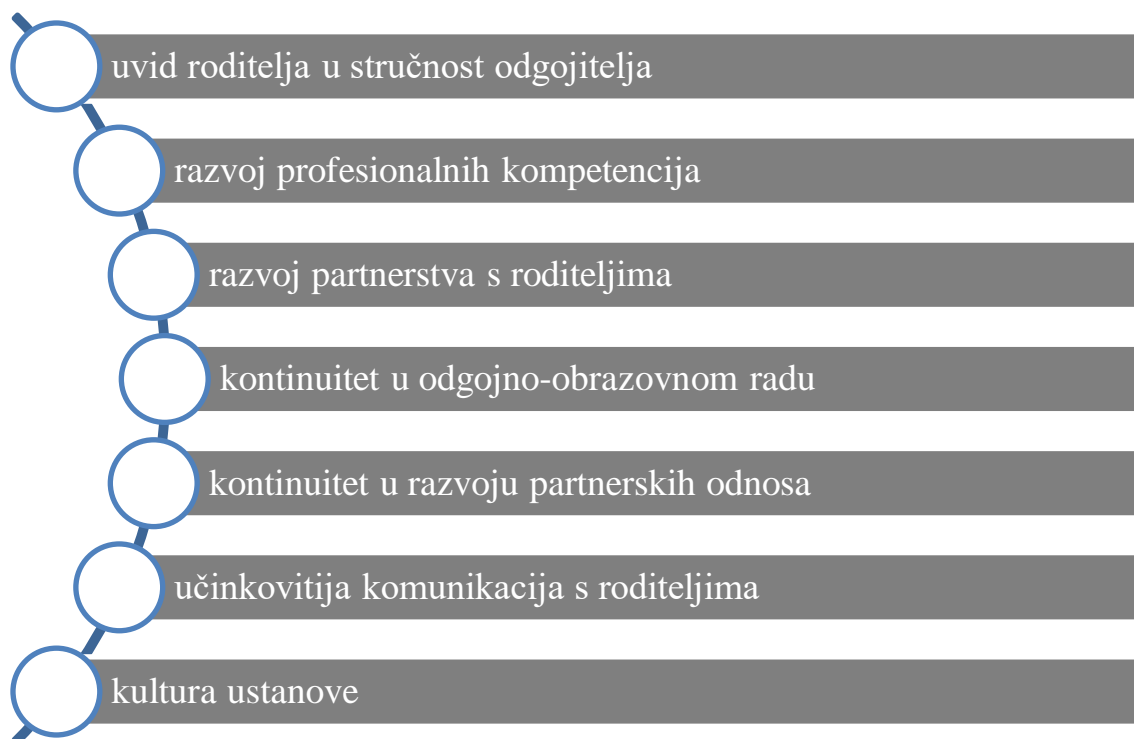 uvid roditelja u stručnost odgojitelja
razvoj profesionalnih kompetencija
razvoj partnerstva s roditeljima
kontinuitet u odgojno-obrazovnom radu
kontinuitet u razvoju partnerskih odnosa
učinkovitija komunikacija s roditeljima
kultura ustanove